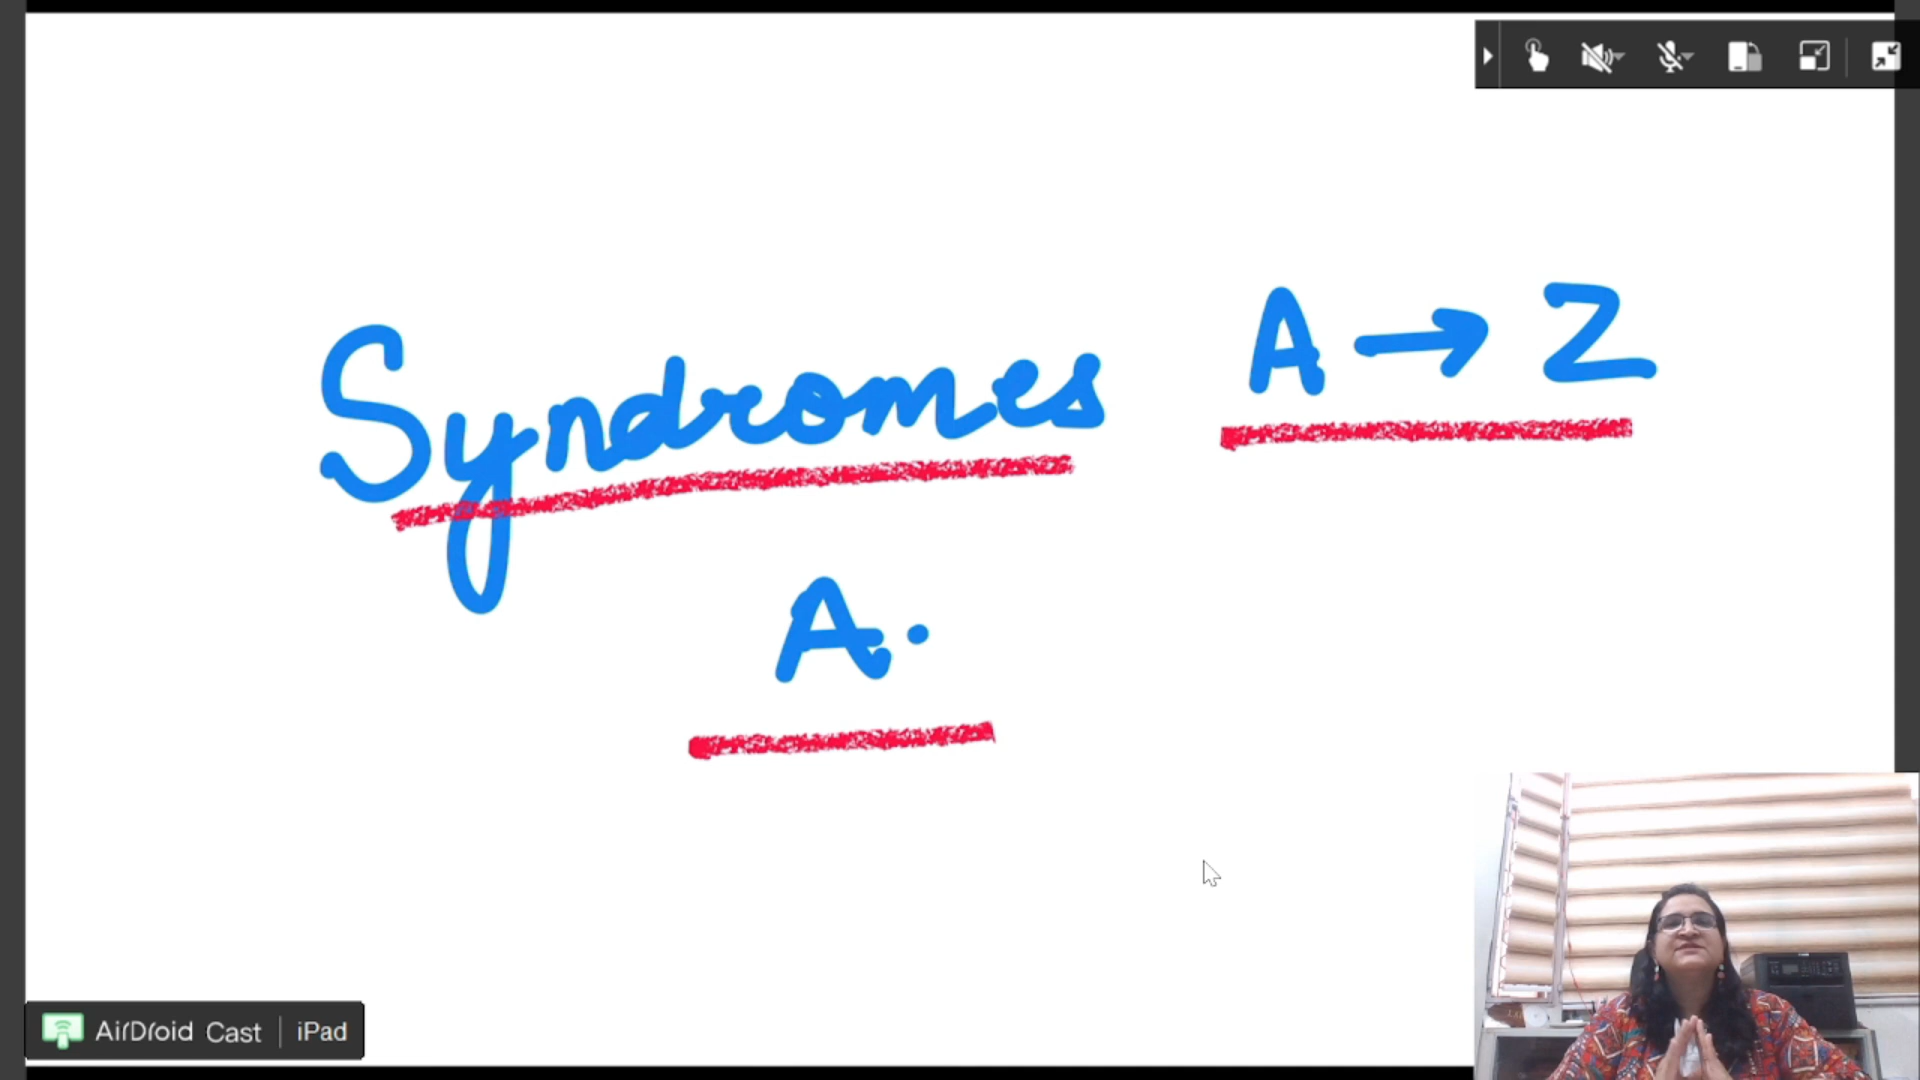 Syndromes A → Z
A.
AirDroid Cast | iPad